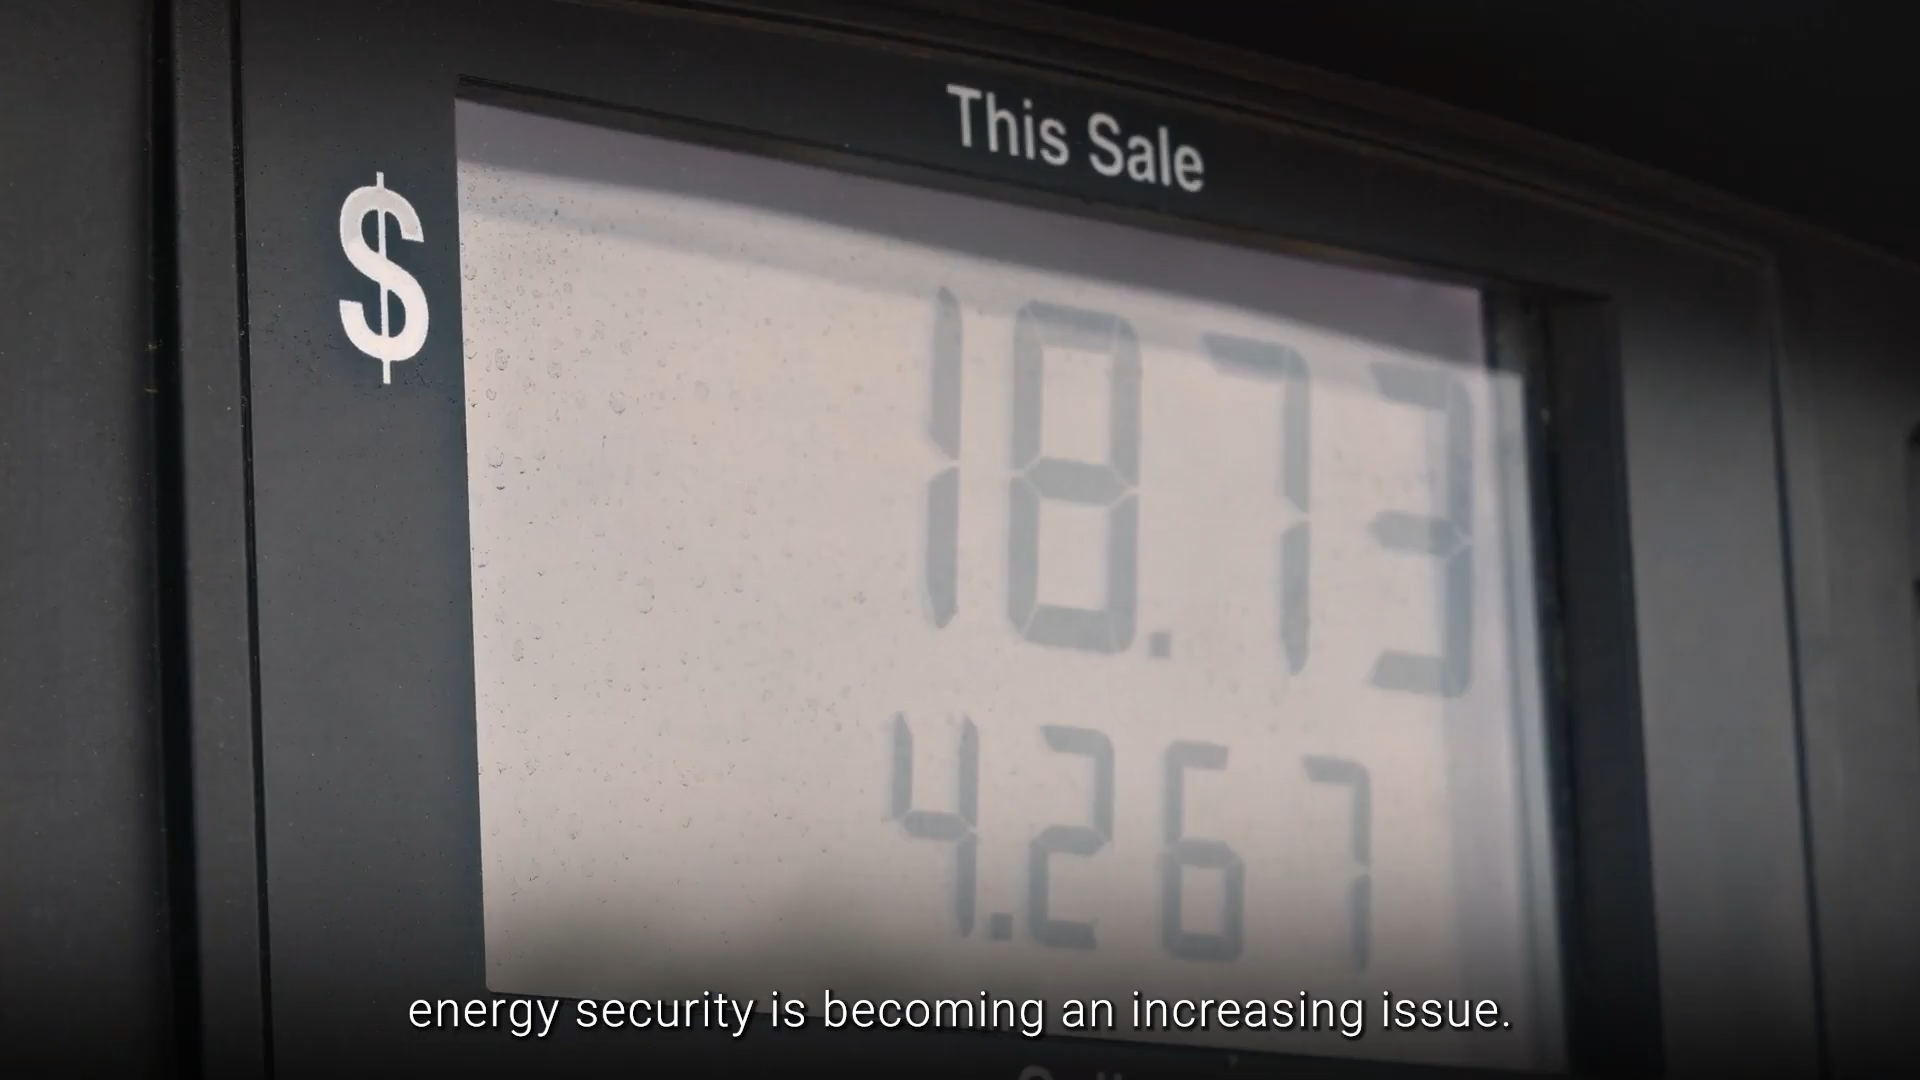 This Sale
$
18.73
4.267
energy security is becoming an increasing issue.